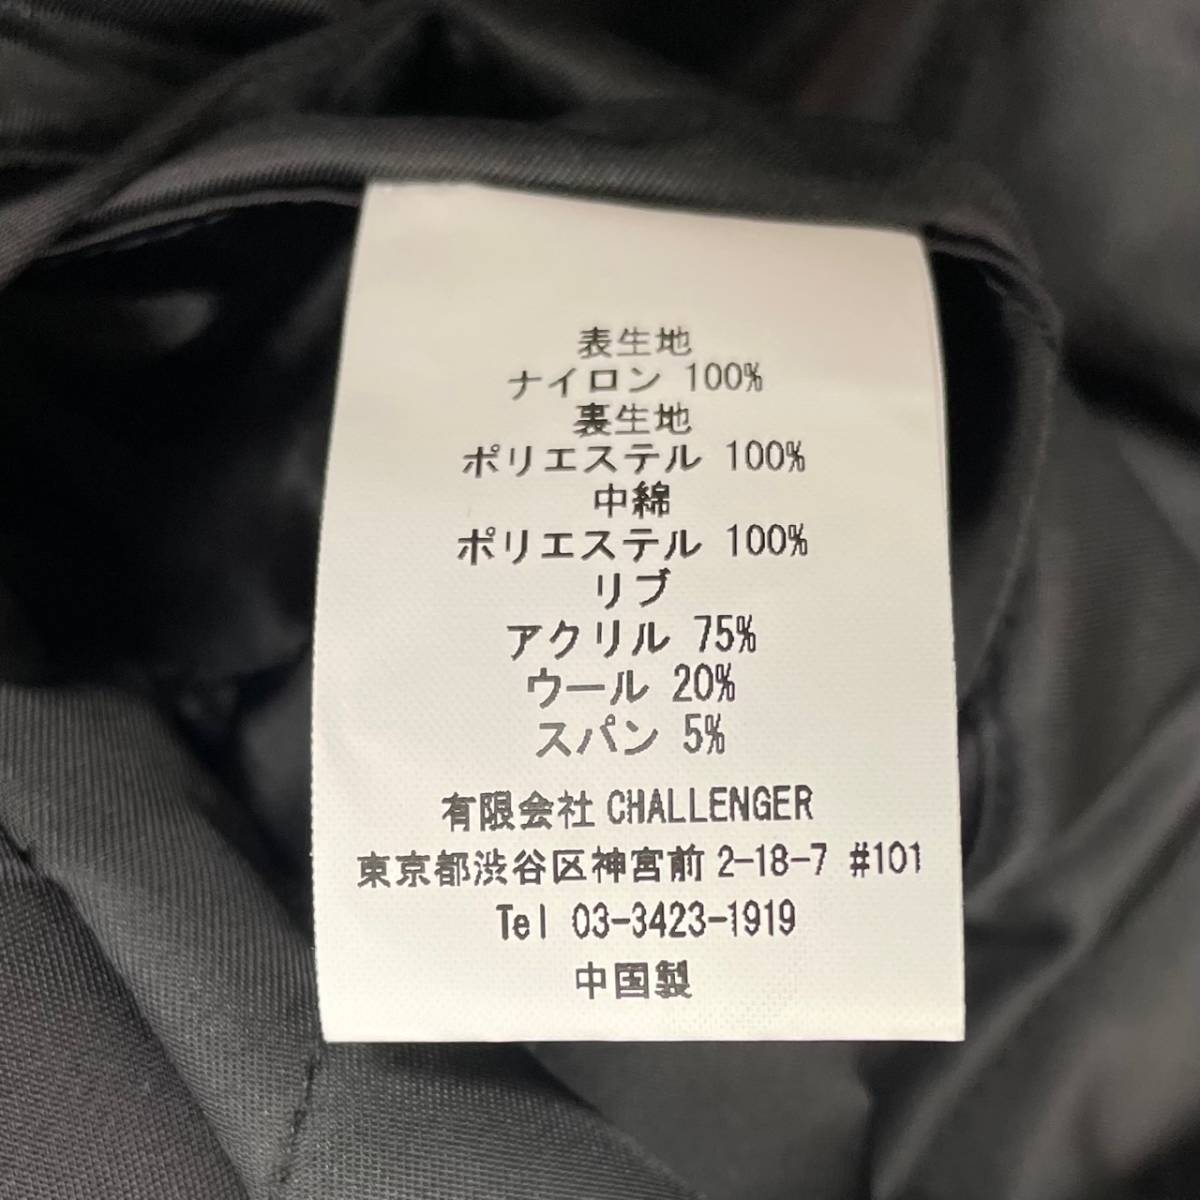 表生地
ナイロン 100%
裏生地
ポリエステル 100%
中綿
ポリエステル 100%
リブ
アクリル 75%
ウール 20%
スパン 5%
有限会社 CHALLENGER
東京都渋谷区神宮前 2-18-7 #101
Tel 03-3423-1919
中国製